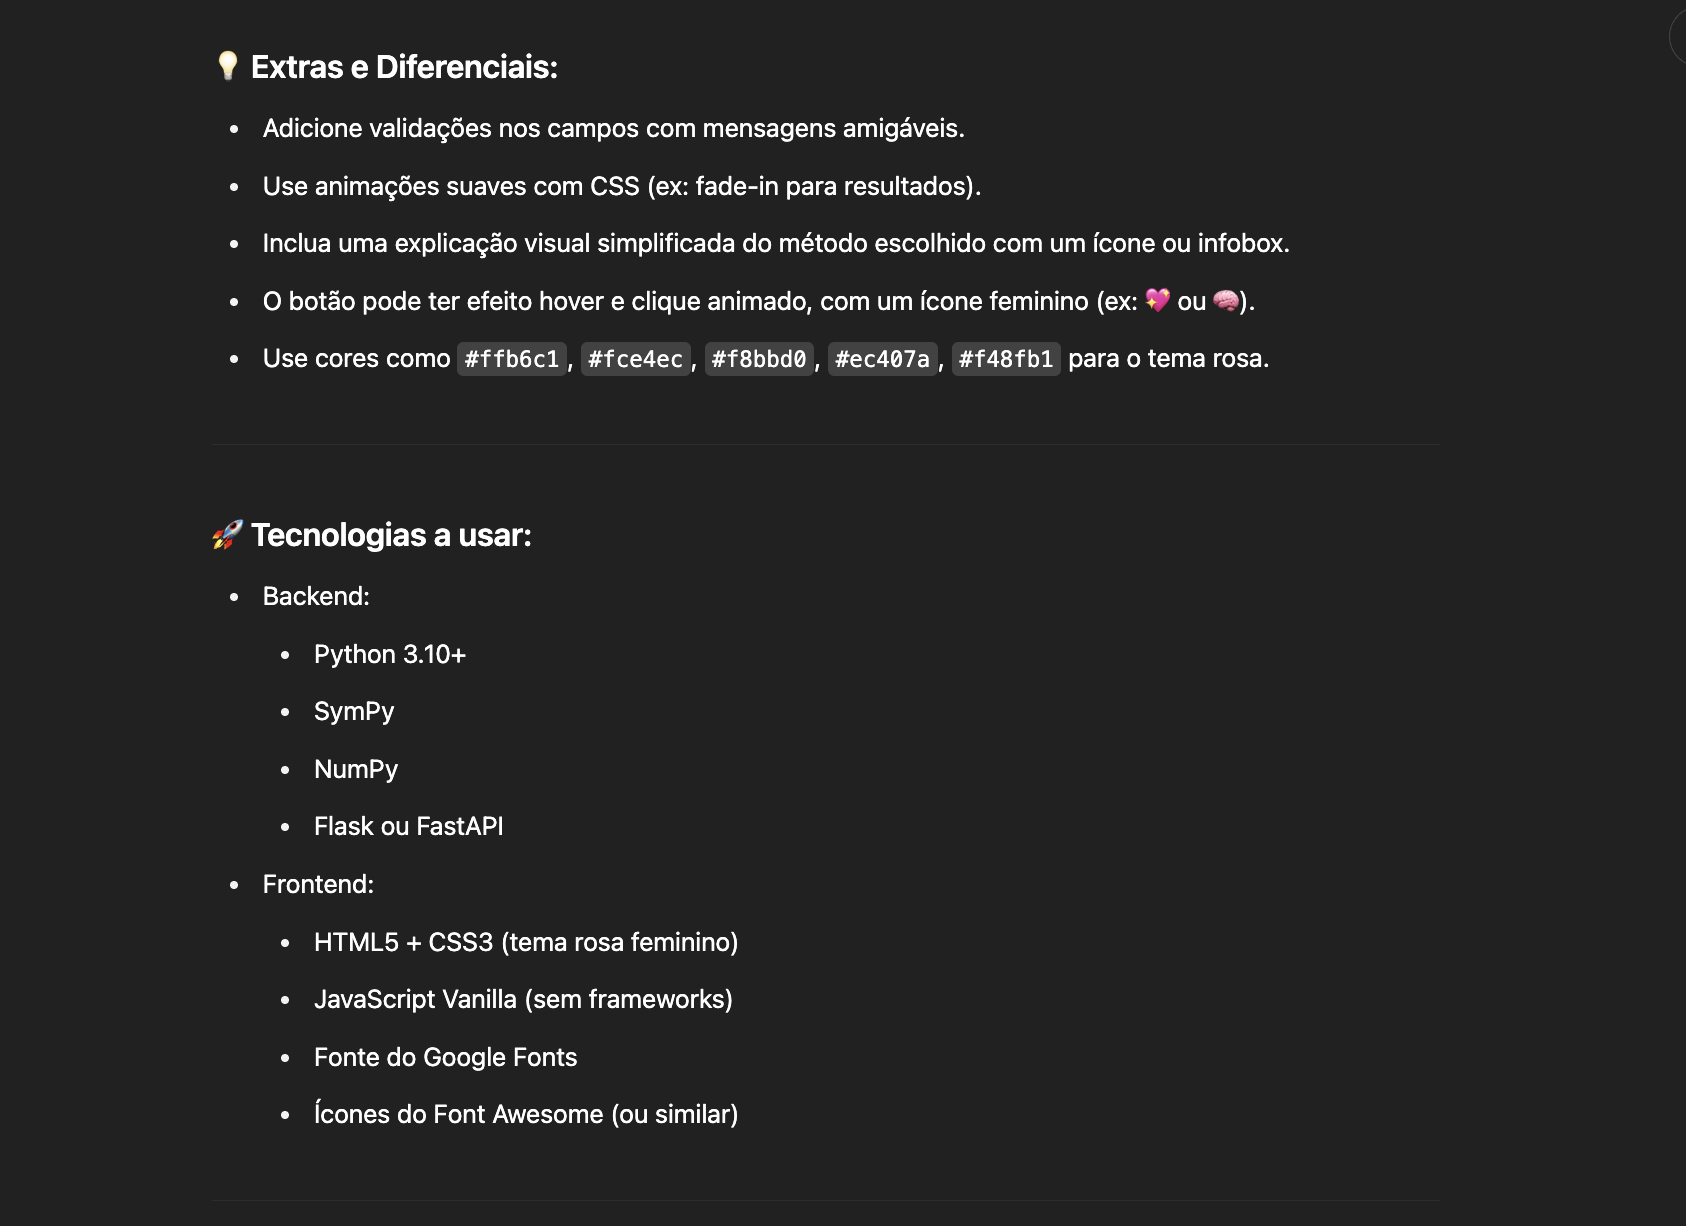 💡 Extras e Diferenciais:
• Adicione validações nos campos com mensagens amigáveis.
• Use animações suaves com CSS (ex: fade-in para resultados).
• Inclua uma explicação visual simplificada do método escolhido com um ícone ou infobox.
• O botão pode ter efeito hover e clique animado, com um ícone feminino (ex: 💖 ou 🧠).
• Use cores como #ffb6c1, #fce4ec, #f8bbd0, #ec407a, #f48fb1 para o tema rosa.
🚀 Tecnologias a usar:
• Backend:
• Python 3.10+
• SymPy
• NumPy
• Flask ou FastAPI
• Frontend:
• HTML5 + CSS3 (tema rosa feminino)
• JavaScript Vanilla (sem frameworks)
• Fonte do Google Fonts
• Ícones do Font Awesome (ou similar)